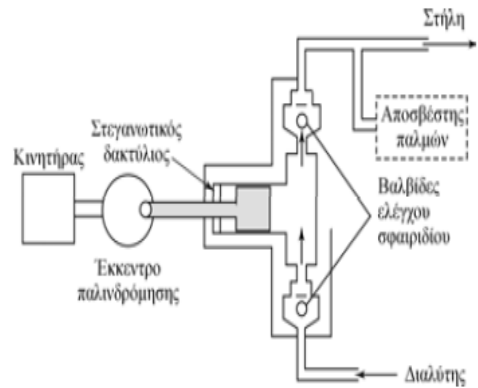 Στήλη
Αποσβέστης
παλμών
Στεγανωτικός
δακτύλιος
Κινητήρας
Βαλβίδες
ελέγχου
σφαιριδίου
Έκκεντρο
παλινδρόμησης
Διαλύτης